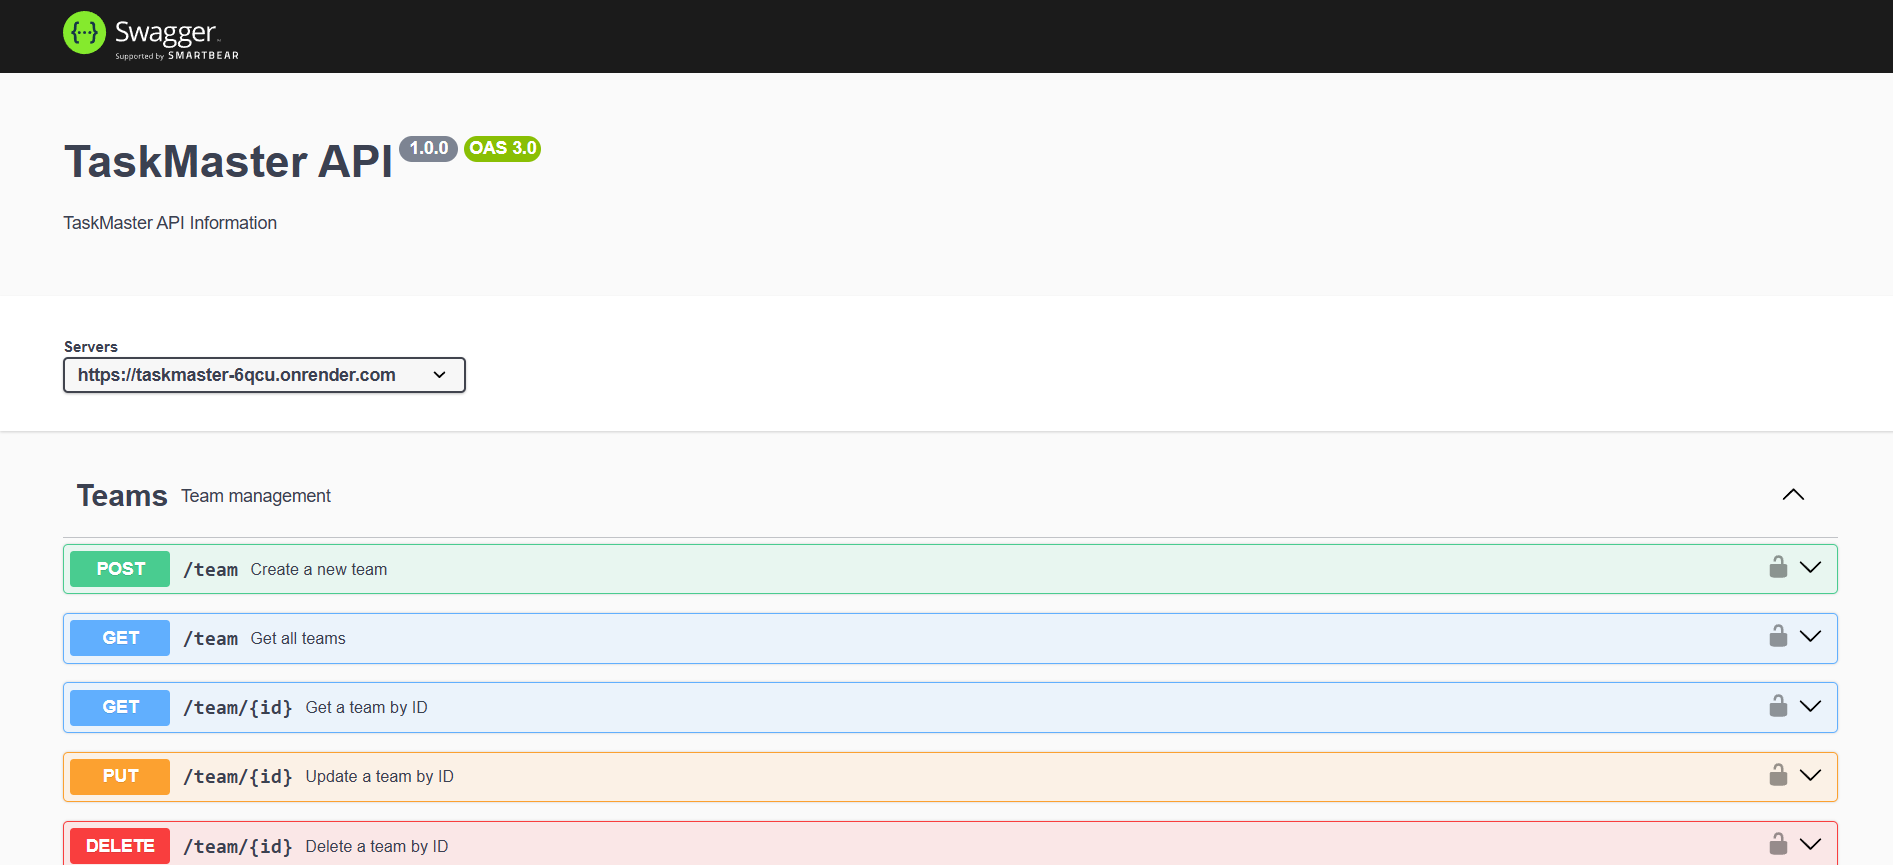 {···} Swagger
Supported by SMARTBEAR
TaskMaster API 1.0.0 OAS 3.0
TaskMaster API Information
Servers
https://taskmaster-6qcu.onrender.com
Teams Team management
POST /team Create a new team
GET /team Get all teams
GET /team/{id} Get a team by ID
PUT /team/{id} Update a team by ID
DELETE /team/{id} Delete a team by ID